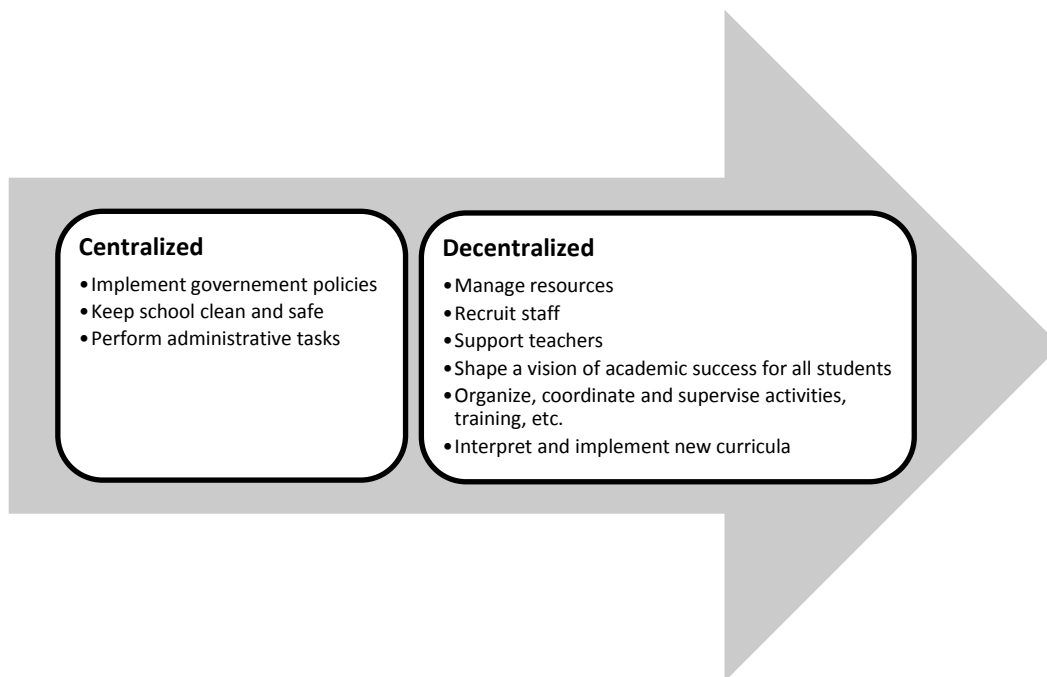 Centralized
•Implement governement policies
•Keep school clean and safe
•Perform administrative tasks
Decentralized
•Manage resources
•Recruit staff
•Support teachers
•Shape a vision of academic success for all students
•Organize, coordinate and supervise activities,
training, etc.
•Interpret and implement new curricula